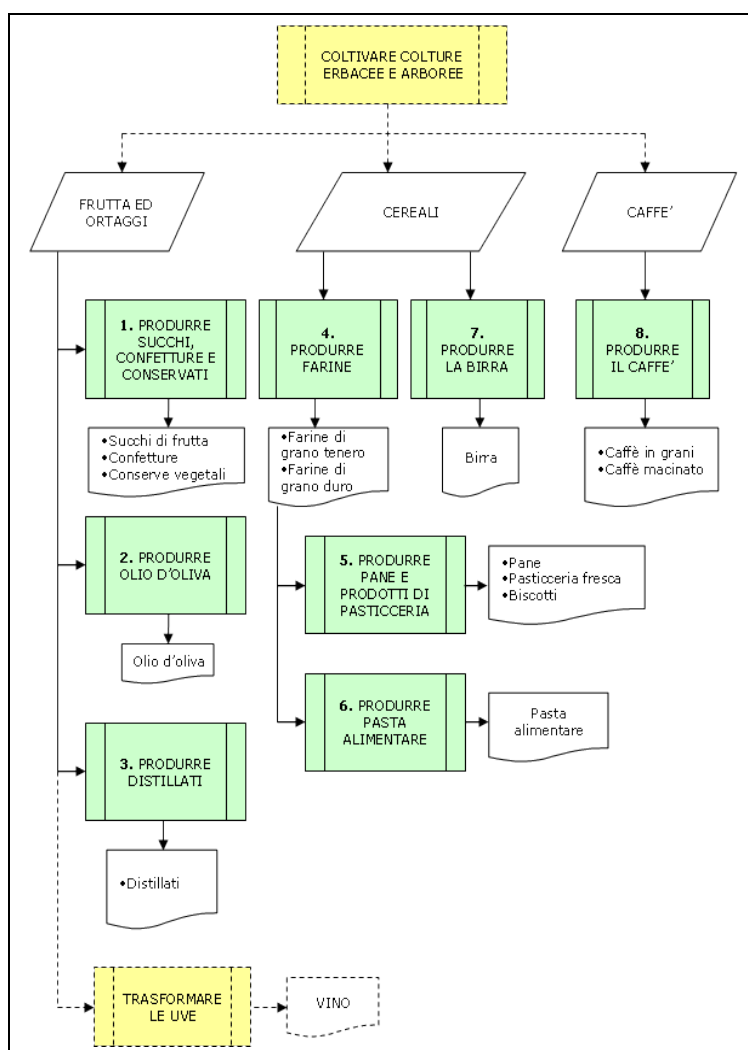 COLTIVARE COLTURE
ERBACEE E ARBOREE
FRUTTA ED
ORTAGGI
CEREALI
CAFFE'
1. PRODURRE
SUCCHI,
CONFETTURE E
CONSERVATI
4.
PRODURRE
FARINE
7.
PRODURRE
LA BIRRA
8.
PRODURRE
IL CAFFE'
•Succhi di frutta
•Confetture
•Conserve vegetali
•Farine di
grano tenero
•Farine di
grano duro
Birra
•Caffè in grani
•Caffè macinato
2. PRODURRE
OLIO D'OLIVA
5. PRODURRE
PANE E
PRODOTTI DI
PASTICCERIA
•Pane
•Pasticceria fresca
•Biscotti
Olio d'oliva
6. PRODURRE
PASTA
ALIMENTARE
Pasta
alimentare
3. PRODURRE
DISTILLATI
•Distillati
TRASFORMARE
LE UVE
VINO